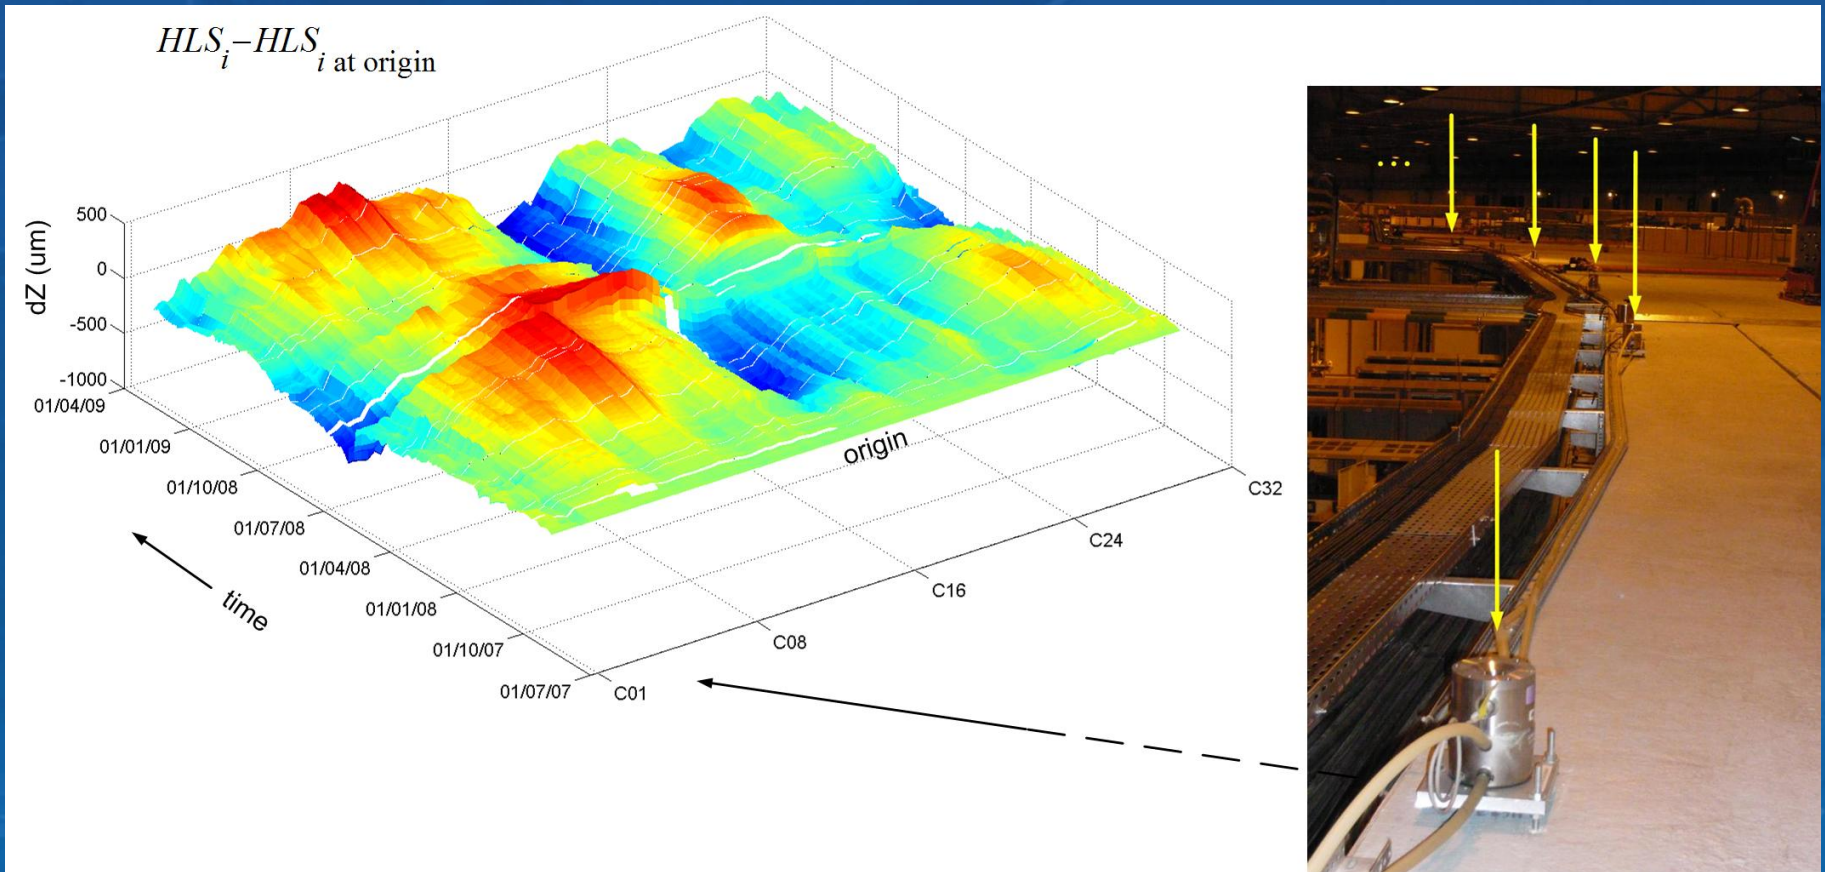 HLSi–HLSi at origin
dZ (um)
500
0
-500
-1000
01/04/09
01/01/09
01/10/08
01/07/08
01/04/08
01/01/08
01/10/07
01/07/07
time
origin
C01
C08
C16
C24
C32